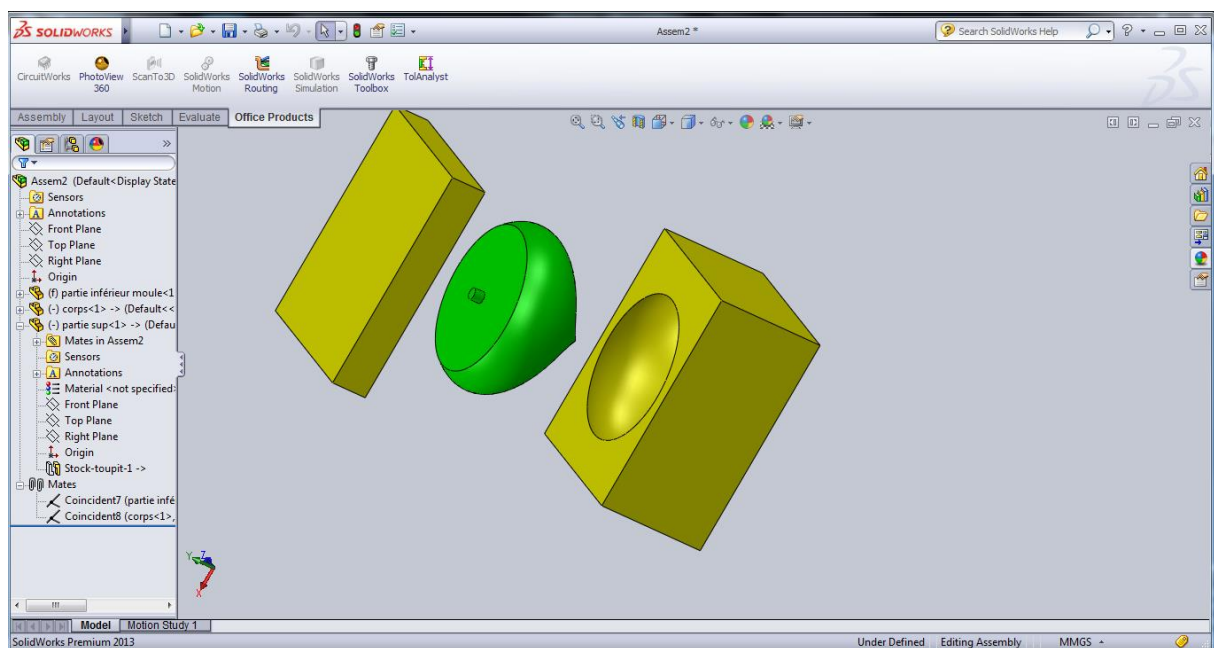 SOLIDWORKS
Assem2 *
Search SolidWorks Help
CircuitWorks
PhotoView 360
ScanTo3D
SolidWorks Motion
SolidWorks Routing
SolidWorks Simulation
SolidWorks Toolbox
TolAnalyst
Assembly Layout Sketch Evaluate Office Products
Assem2 (Default<Display State
Sensors
Annotations
Front Plane
Top Plane
Right Plane
Origin
(f) partie inférieur moule<1
(-) corps<1> -> (Default<<
(-) partie sup<1> -> (Defau
Mates in Assem2
Sensors
Annotations
Material <not specified>
Front Plane
Top Plane
Right Plane
Origin
Stock-toupit-1 ->
Mates
Coincident7 (partie infé
Coincident8 (corps<1>,
Y Z
X
Model Motion Study 1
SolidWorks Premium 2013
Under Defined Editing Assembly MMGS